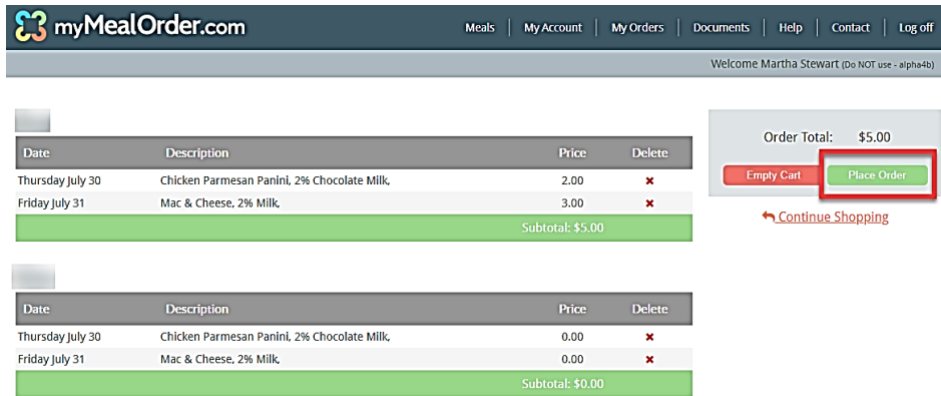 myMealOrder.com
Meals | My Account | My Orders | Documents | Help | Contact | Log off
Welcome Martha Stewart (Do NOT use - alpha4b)
Date Description Price Delete
Thursday July 30 Chicken Parmesan Panini, 2% Chocolate Milk, 2.00 ×
Friday July 31 Mac & Cheese, 2% Milk, 3.00 ×
Subtotal: $5.00
Order Total: $5.00
Empty Cart Place Order
Continue Shopping
Date Description Price Delete
Thursday July 30 Chicken Parmesan Panini, 2% Chocolate Milk, 0.00 ×
Friday July 31 Mac & Cheese, 2% Milk, 0.00 ×
Subtotal: $0.00